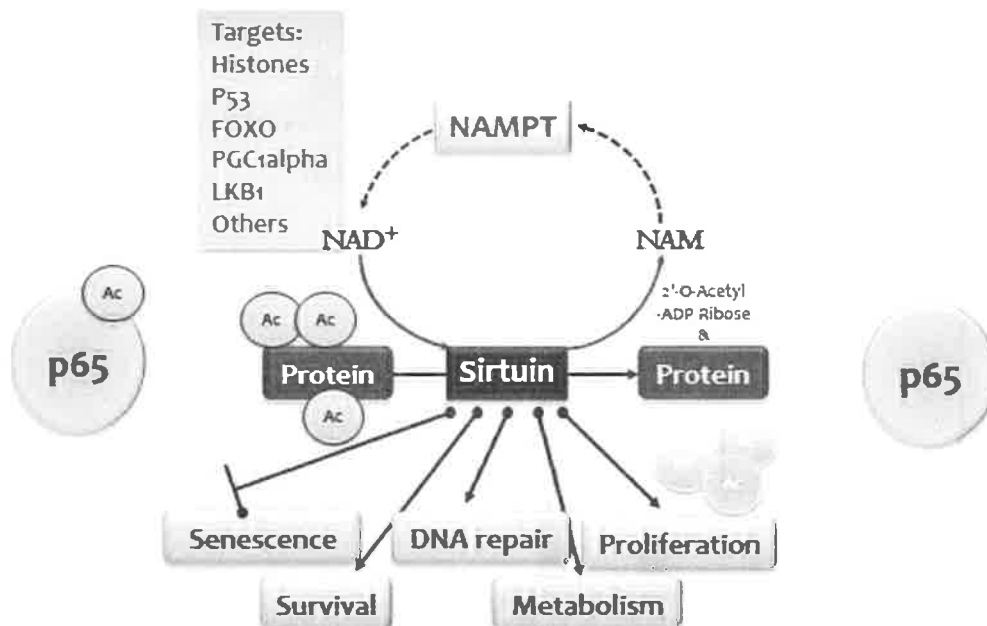 Targets:
Histones
P53
FOXO
PGC1alpha
LKB1
Others
NAMPT
NAD+
NAM
2'-O-Acetyl
-ADP Ribose
&
Ac
p65
Ac
Ac
Protein
Ac
Sirtuin
Protein
p65
Ac
Senescence
DNA repair
Proliferation
Survival
Metabolism